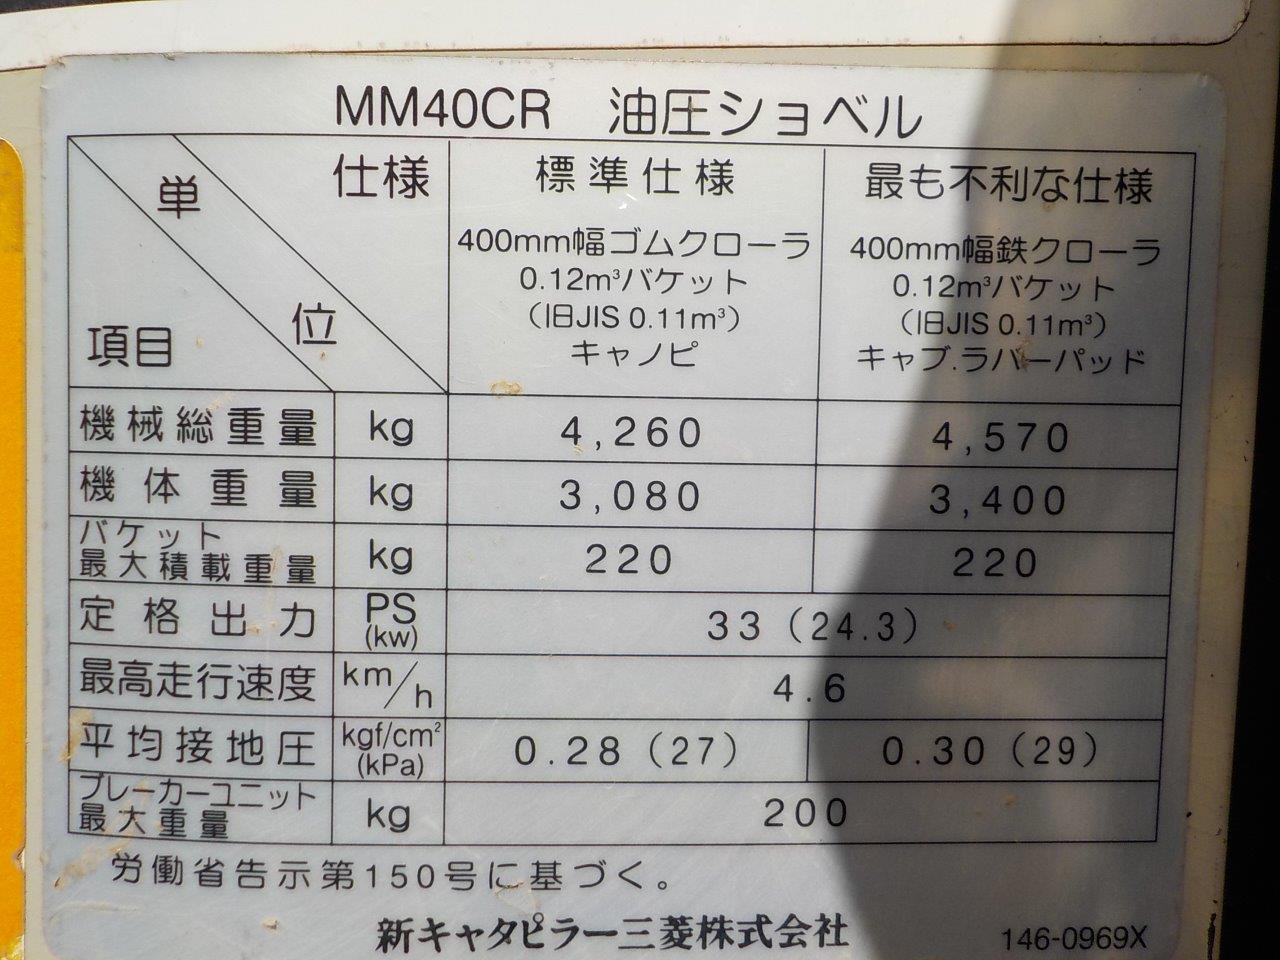 MM40CR 油圧ショベル
単位 仕様 項目
標準仕様
400mm幅ゴムクローラ
0.12m³バケット
(旧JIS 0.11m³)
キャノピ
最も不利な仕様
400mm幅鉄クローラ
0.12m³バケット
(旧JIS 0.11m³)
キャブ.ラバーパッド
機械総重量 kg 4,260 4,570
機体重量 kg 3,080 3,400
バケット
最大積載重量 kg 220 220
定格出力 PS (kw) 33 (24.3)
最高走行速度 km/h 4.6
平均接地圧 kgf/cm² (kPa) 0.28 (27) 0.30 (29)
ブレーカーユニット
最大重量 kg 200
労働省告示第150号に基づく。
新キャタピラー三菱株式会社
146-0969X